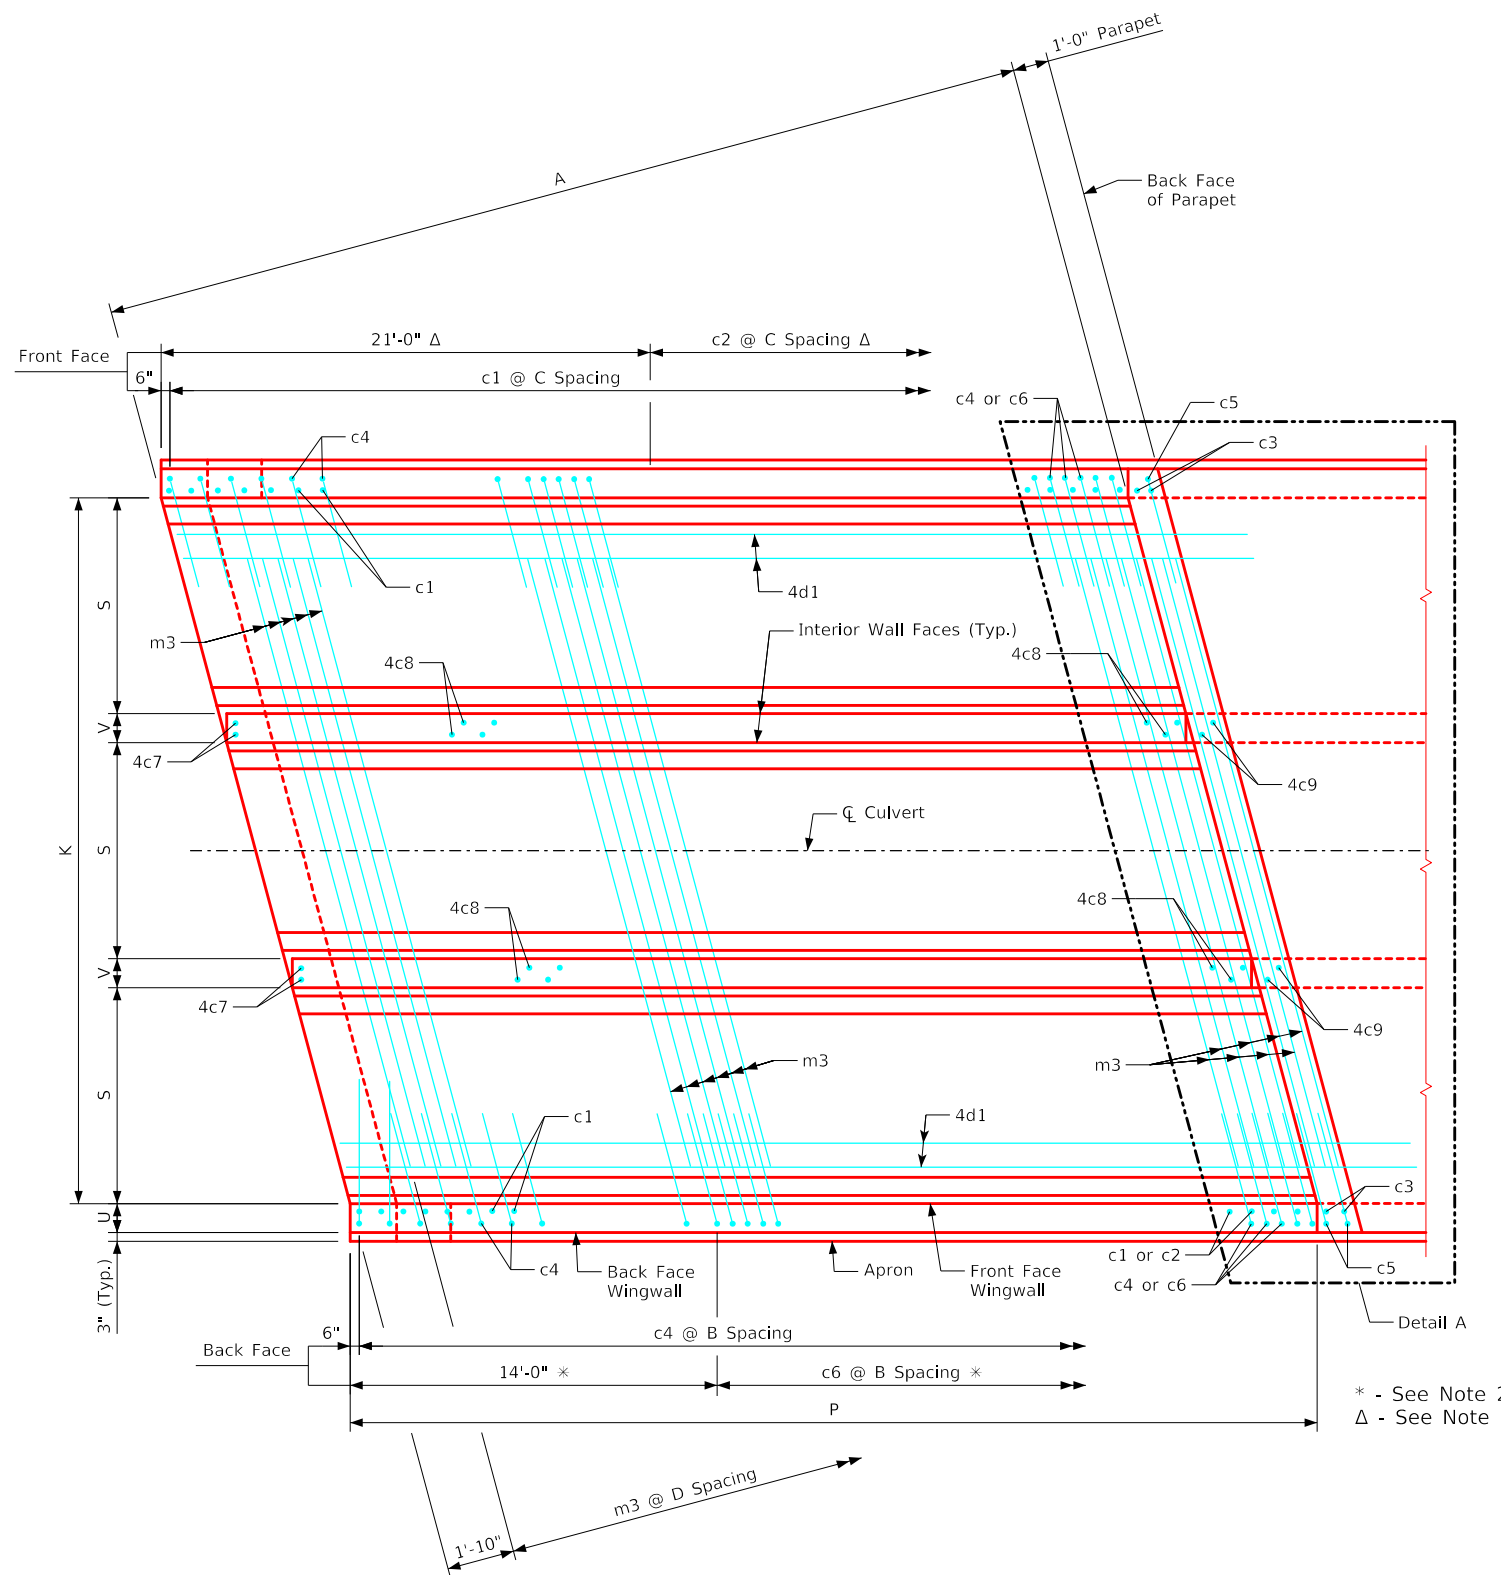 1'-0" Parapet
A
Back Face
of Parapet
21'-0" Δ
c2 @ C Spacing Δ
Front Face
6"
c1 @ C Spacing
c4 or c6
c5
c4
c3
c1
4d1
S
m3
Interior Wall Faces (Typ.)
4c8
4c8
V
4c7
4c9
℄ Culvert
K
S
4c8
4c8
V
4c7
4c9
m3
m3
S
c1
4d1
c3
U
c1 or c2
c4
Back Face
Wingwall
Apron
Front Face
Wingwall
c5
c4 or c6
3" (Typ.)
Detail A
6"
c4 @ B Spacing
Back Face
14'-0" *
c6 @ B Spacing *
P
* - See Note 2
Δ - See Note
m3 @ D Spacing
1'-10"